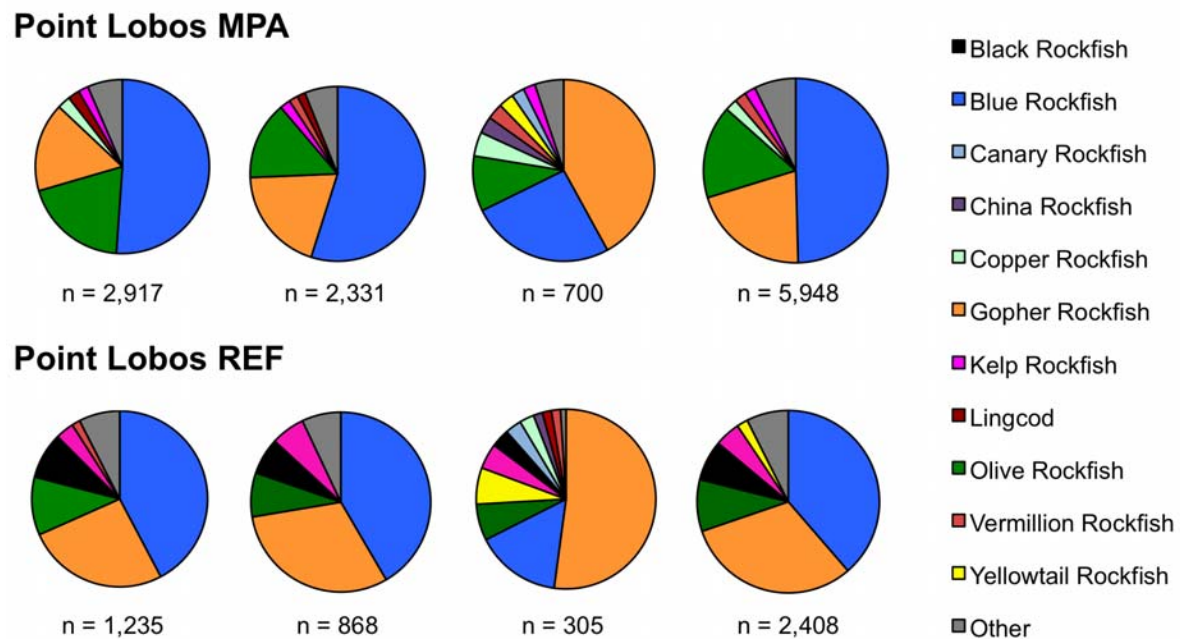 Point Lobos MPA
n = 2,917
n = 2,331
n = 700
n = 5,948
Point Lobos REF
n = 1,235
n = 868
n = 305
n = 2,408
Black Rockfish
Blue Rockfish
Canary Rockfish
China Rockfish
Copper Rockfish
Gopher Rockfish
Kelp Rockfish
Lingcod
Olive Rockfish
Vermillion Rockfish
Yellowtail Rockfish
Other